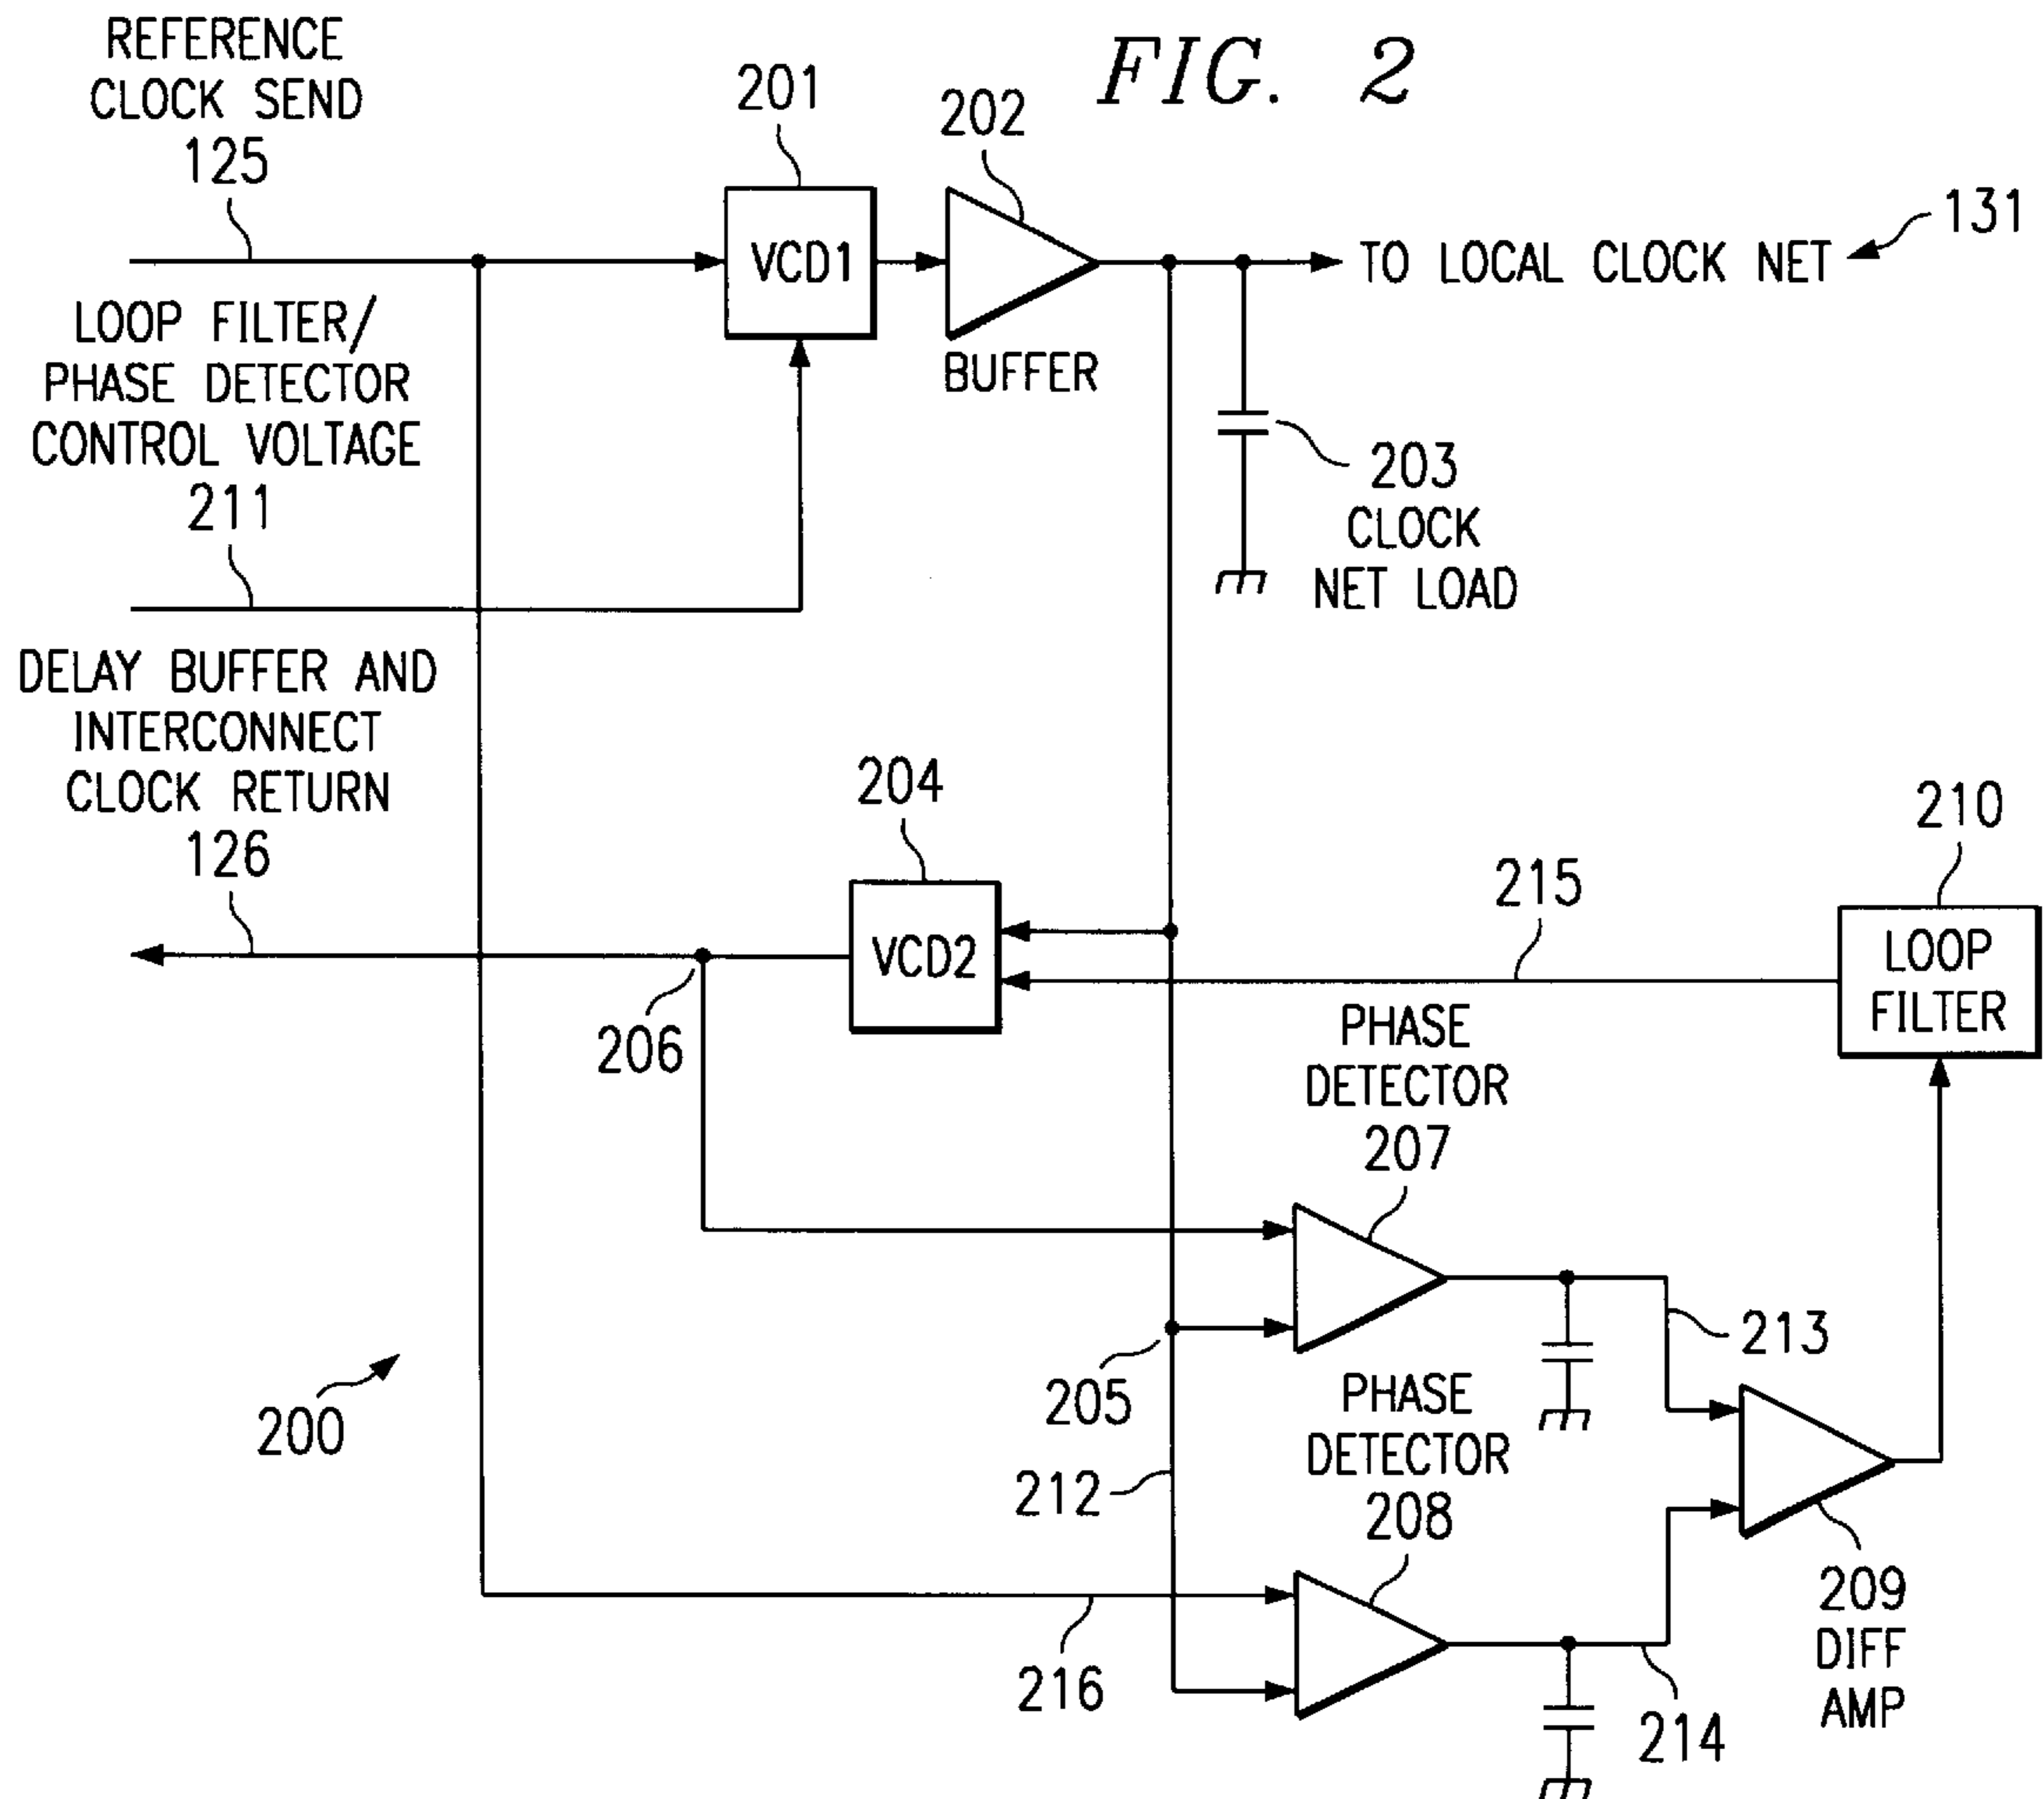 FIG. 2
REFERENCE
CLOCK SEND
125
201
202
VCD1
BUFFER
TO LOCAL CLOCK NET
131
LOOP FILTER/
PHASE DETECTOR
CONTROL VOLTAGE
211
203
CLOCK
NET LOAD
DELAY BUFFER AND
INTERCONNECT
CLOCK RETURN
126
204
VCD2
206
215
210
LOOP
FILTER
PHASE
DETECTOR
207
205
213
200
212
PHASE
DETECTOR
208
209
DIFF
AMP
216
214